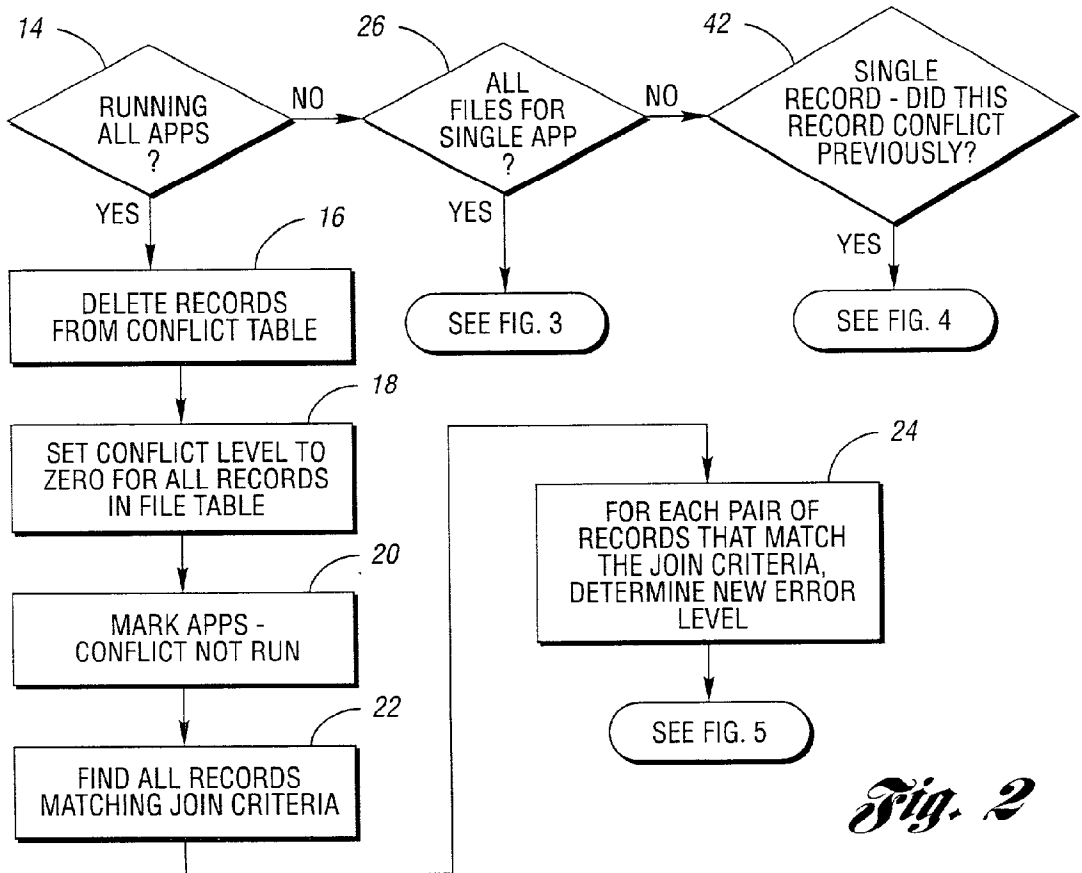 14
RUNNING
ALL APPS
?
NO
YES
26
ALL
FILES FOR
SINGLE APP
?
NO
YES
42
SINGLE
RECORD - DID THIS
RECORD CONFLICT
PREVIOUSLY?
YES
16
DELETE RECORDS
FROM CONFLICT TABLE
SEE FIG. 3
SEE FIG. 4
18
SET CONFLICT LEVEL TO
ZERO FOR ALL RECORDS
IN FILE TABLE
20
MARK APPS -
CONFLICT NOT RUN
22
FIND ALL RECORDS
MATCHING JOIN CRITERIA
24
FOR EACH PAIR OF
RECORDS THAT MATCH
THE JOIN CRITERIA,
DETERMINE NEW ERROR
LEVEL
SEE FIG. 5
Fig. 2